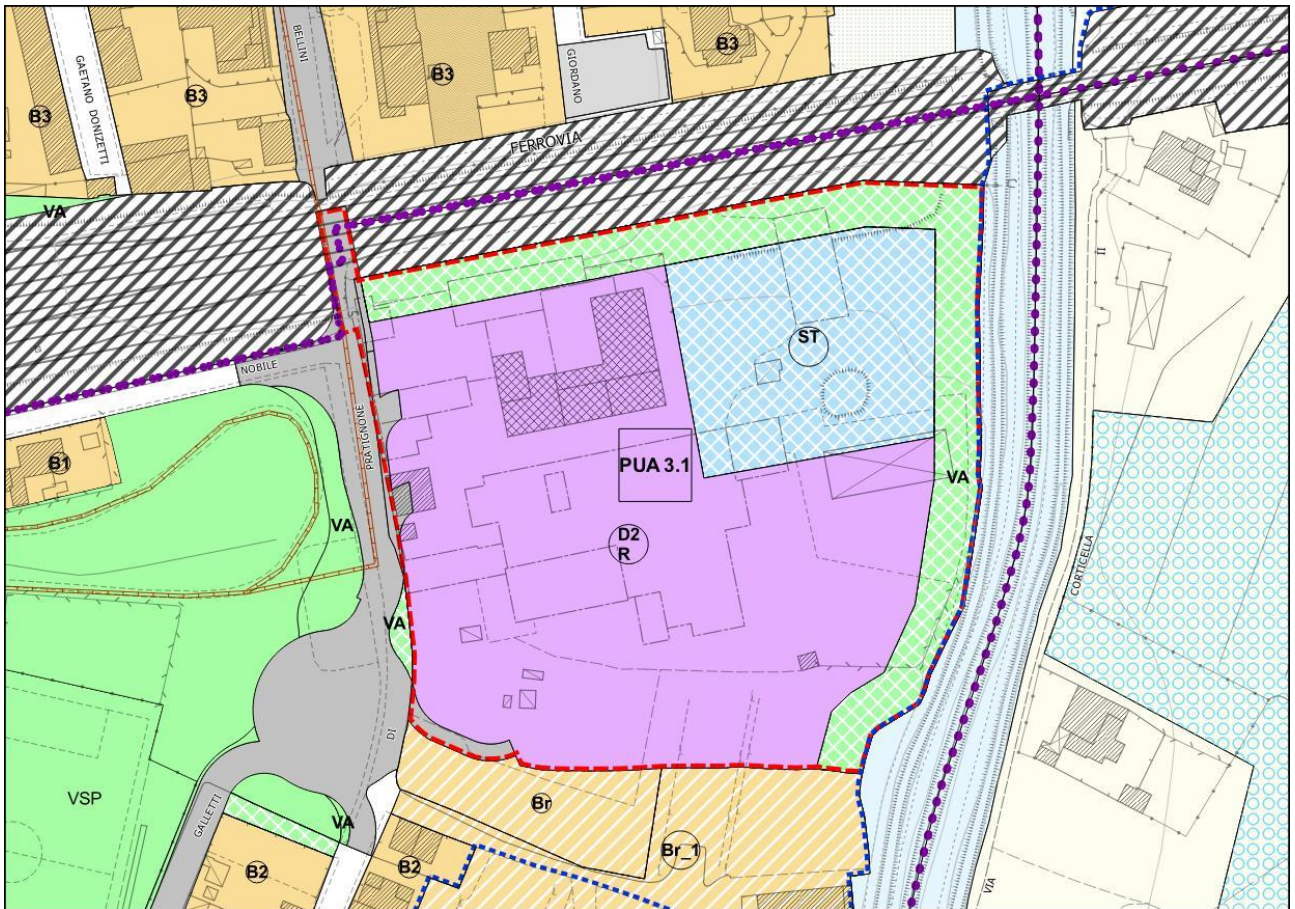 BELLINI
GAETANO DONIZETTI
GIORDANO
B3
B3
B3
B3
FERROVIA
VA
NOBILE
ST
PRATIGNONE
B1
PUA 3.1
VA
VA
D2
R
CORTICELLA
VA
DI
VSP
GALLETTI
VA
Br
Br_1
B2
B2
VIA